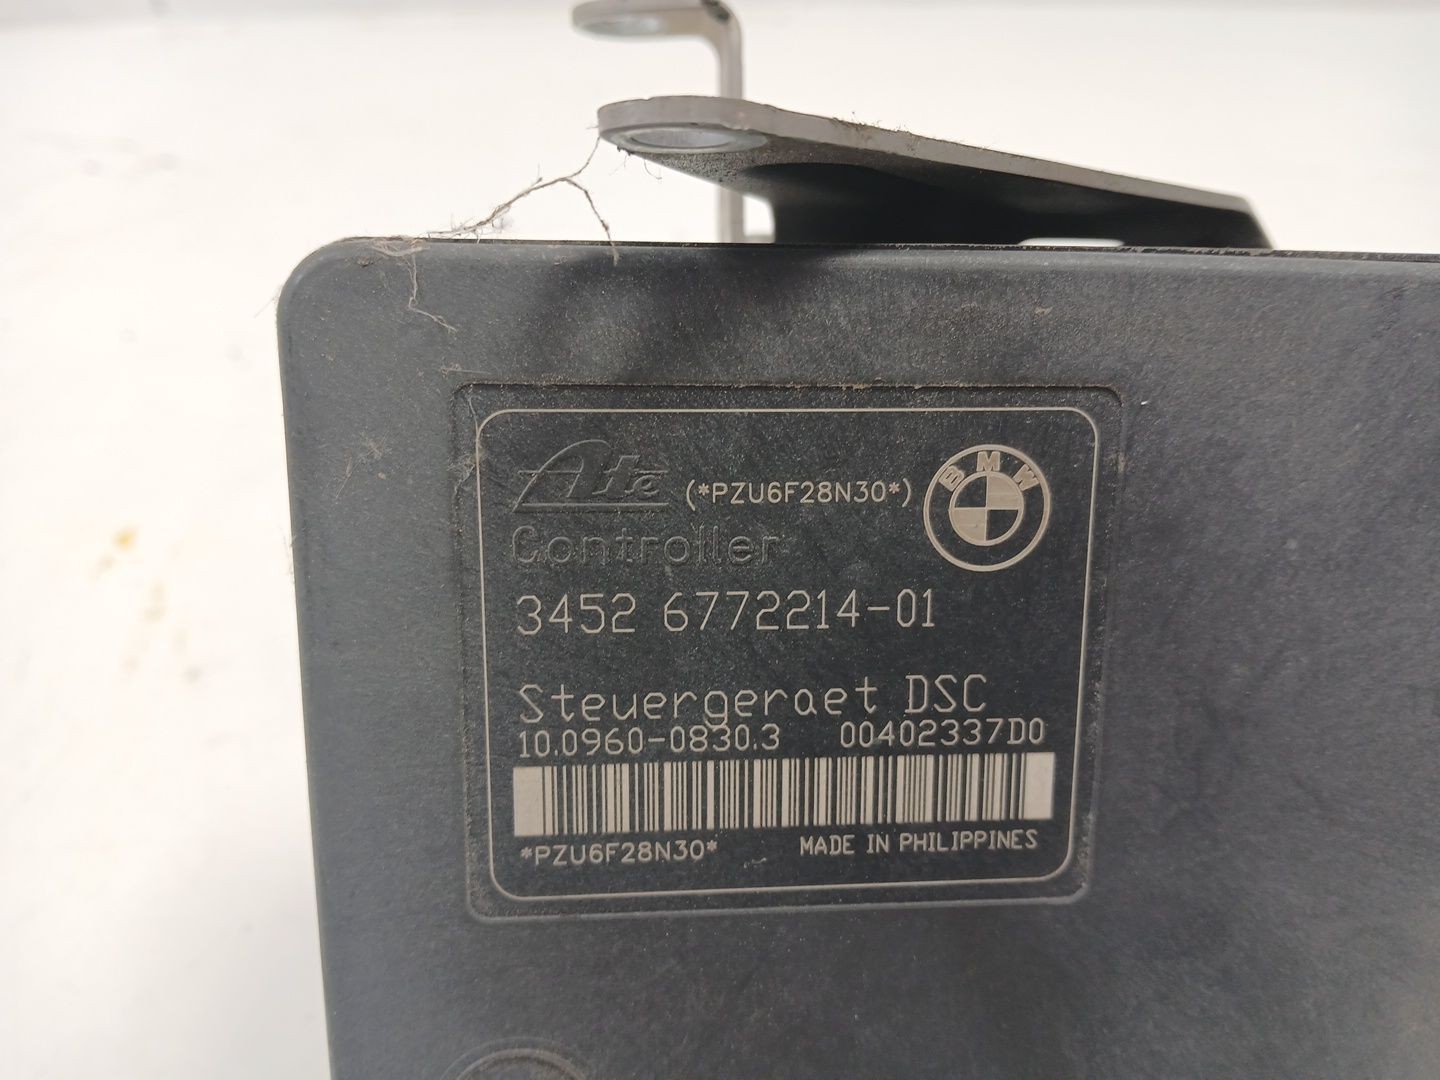 Ate (*PZU6F28N30*) BMW
Controller
3452 6772214-01
Steuergeraet DSC
10.0960-0830.3 00402337D0
*PZU6F28N30* MADE IN PHILIPPINES